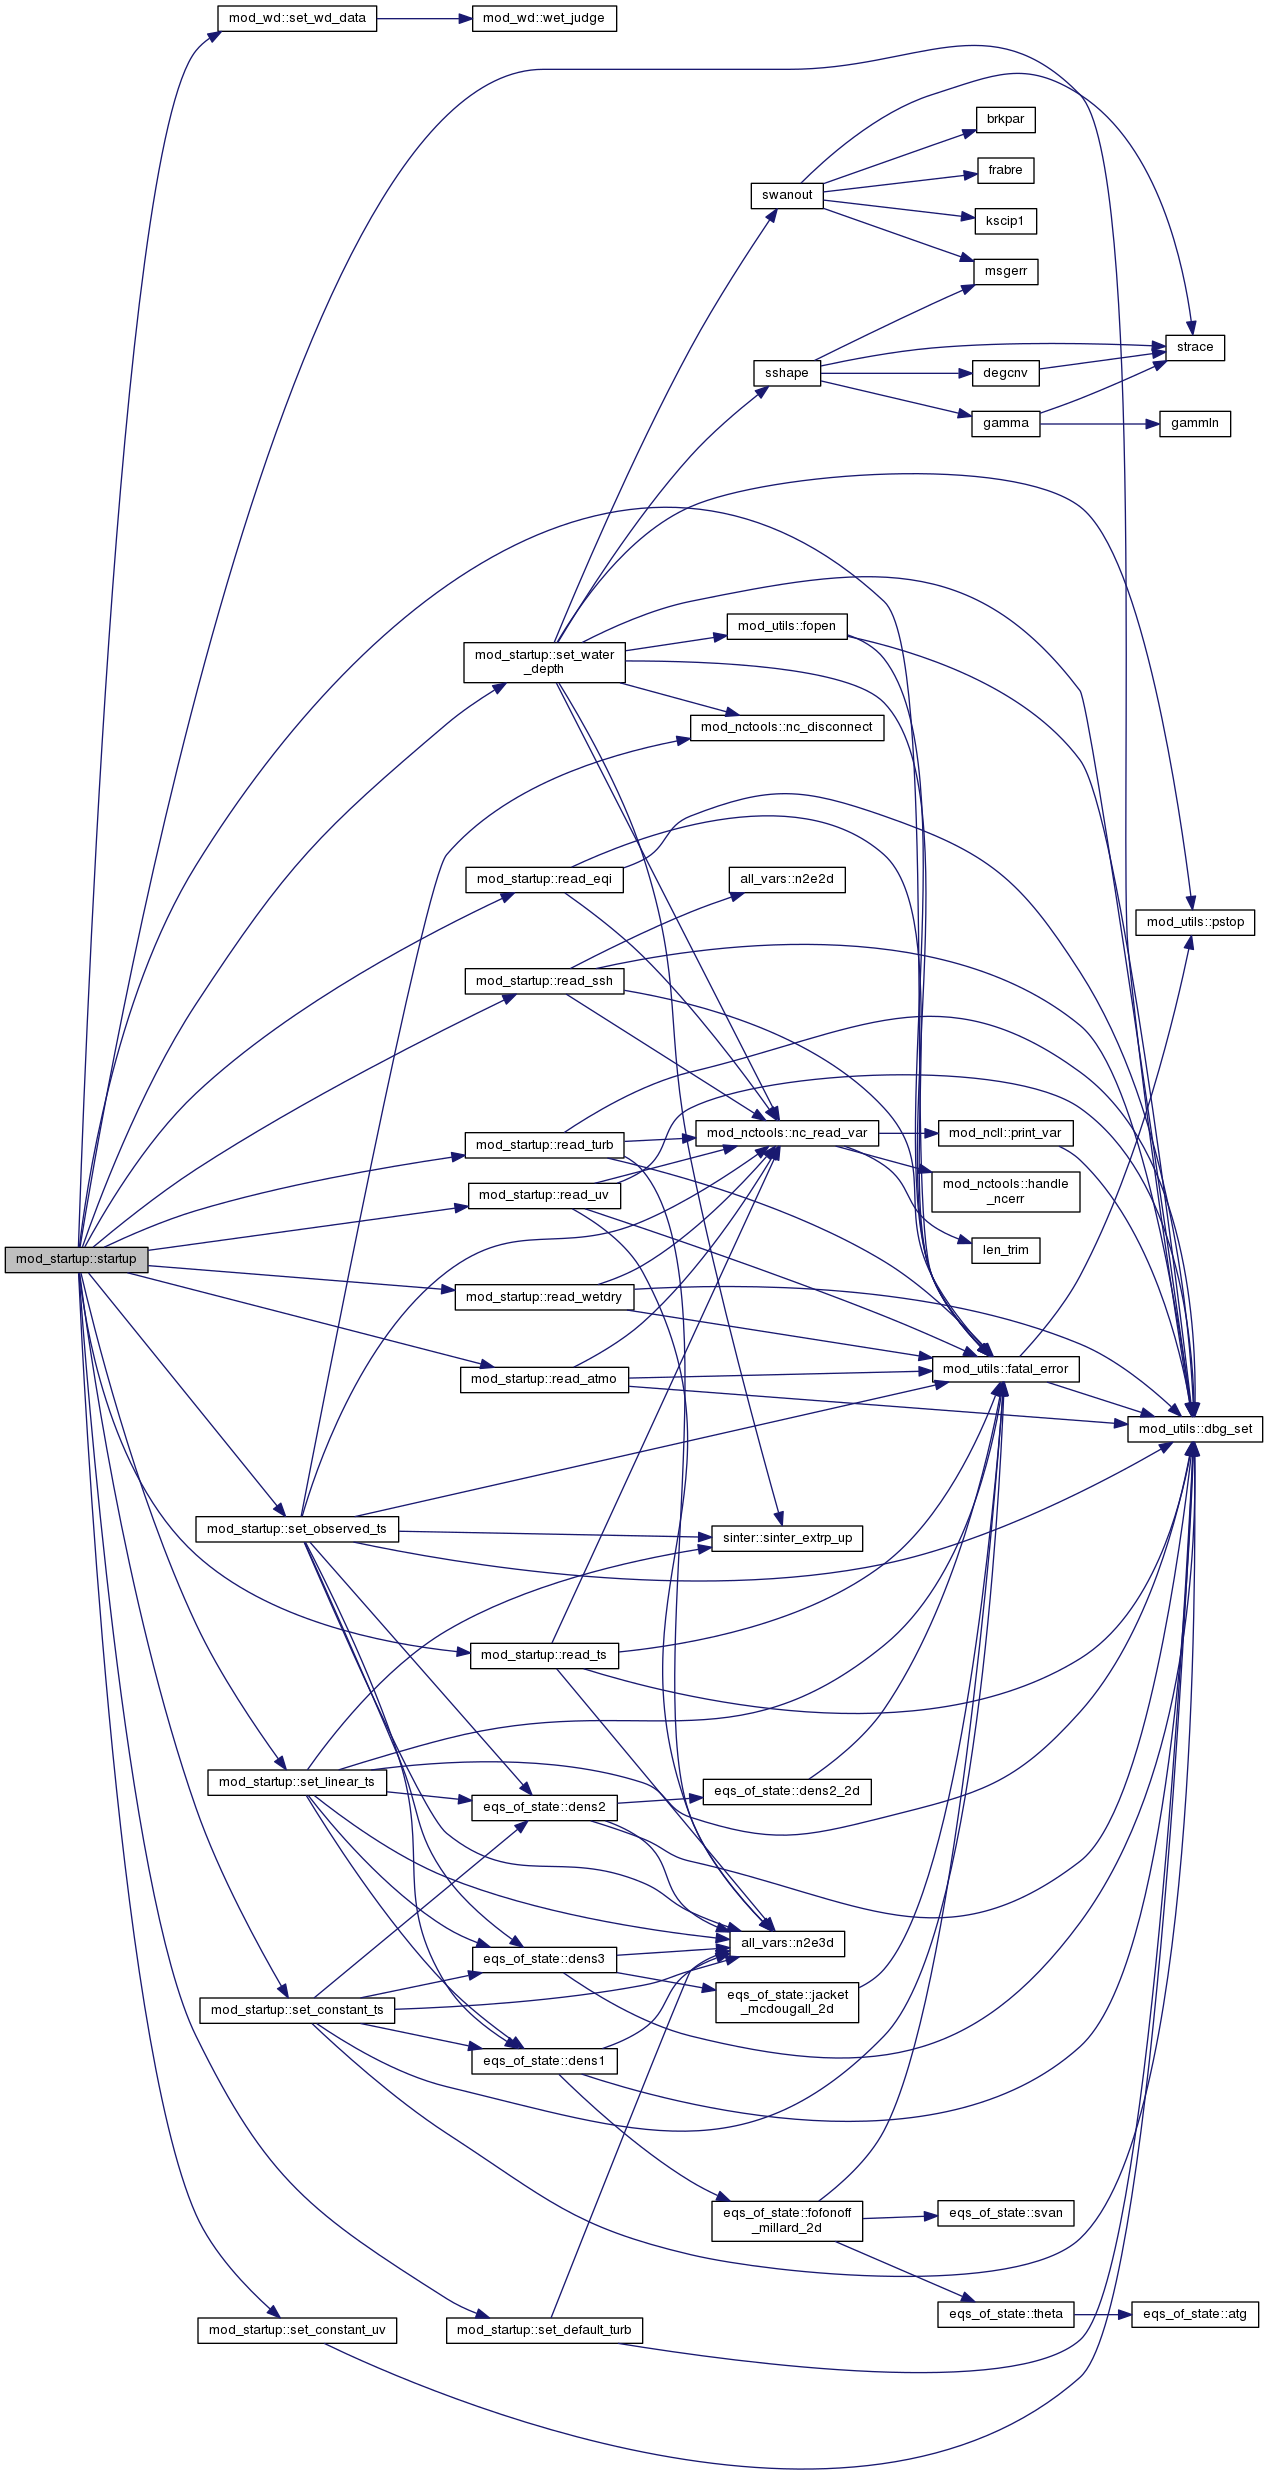 mod_wd::set_wd_data
mod_wd::wet_judge
brkpar
frabre
swanout
kscip1
msgerr
strace
sshape
degcnv
gamma
gammln
mod_utils::fopen
mod_startup::set_water
_depth
mod_nctools::nc_disconnect
mod_startup::read_eqi
all_vars::n2e2d
mod_utils::pstop
mod_startup::read_ssh
mod_nctools::nc_read_var
mod_ncll::print_var
mod_startup::read_turb
mod_nctools::handle
_ncerr
mod_startup::read_uv
len_trim
mod_startup::startup
mod_startup::read_wetdry
mod_utils::fatal_error
mod_startup::read_atmo
mod_utils::dbg_set
mod_startup::set_observed_ts
sinter::sinter_extrp_up
mod_startup::read_ts
mod_startup::set_linear_ts
eqs_of_state::dens2_2d
eqs_of_state::dens2
all_vars::n2e3d
eqs_of_state::dens3
eqs_of_state::jacket
_mcdougall_2d
mod_startup::set_constant_ts
eqs_of_state::dens1
eqs_of_state::fofonoff
_millard_2d
eqs_of_state::svan
eqs_of_state::theta
eqs_of_state::atg
mod_startup::set_constant_uv
mod_startup::set_default_turb